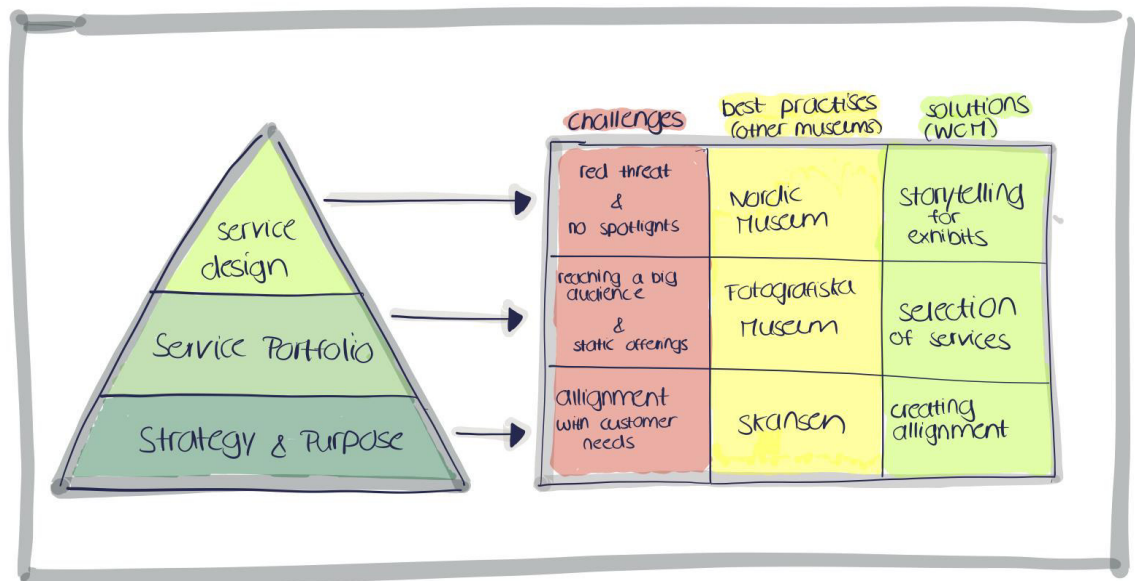 service
design
Service Portfolio
Strategy & Purpose
challenges
best practises
(other museums)
solutions
(WCM)
red threat
&
no spotlights
Nordic
Museum
storytelling
for
exhibits
reaching a big
audience
&
static offerings
Fotografista
Museum
selection
of services
allignment
with customer
needs
Skansen
creating
allignment